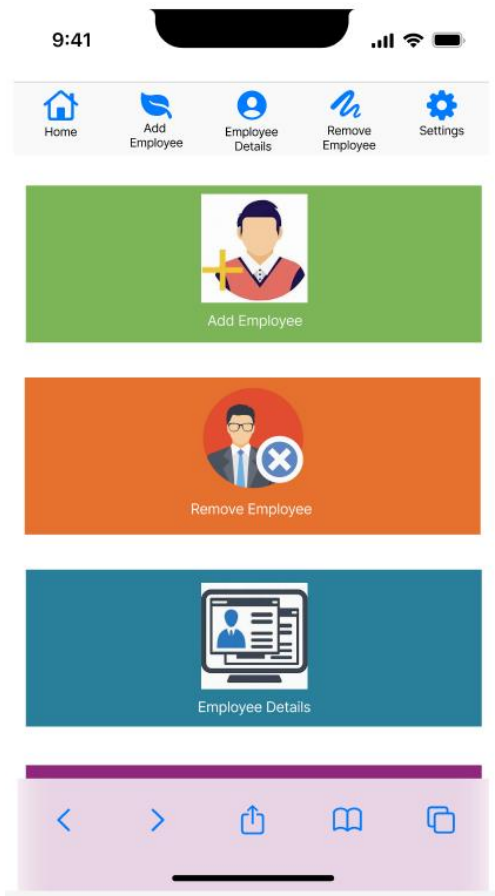 9:41
Home
Add
Employee
Employee
Details
Remove
Employee
Settings
Add Employee
Remove Employee
Employee Details